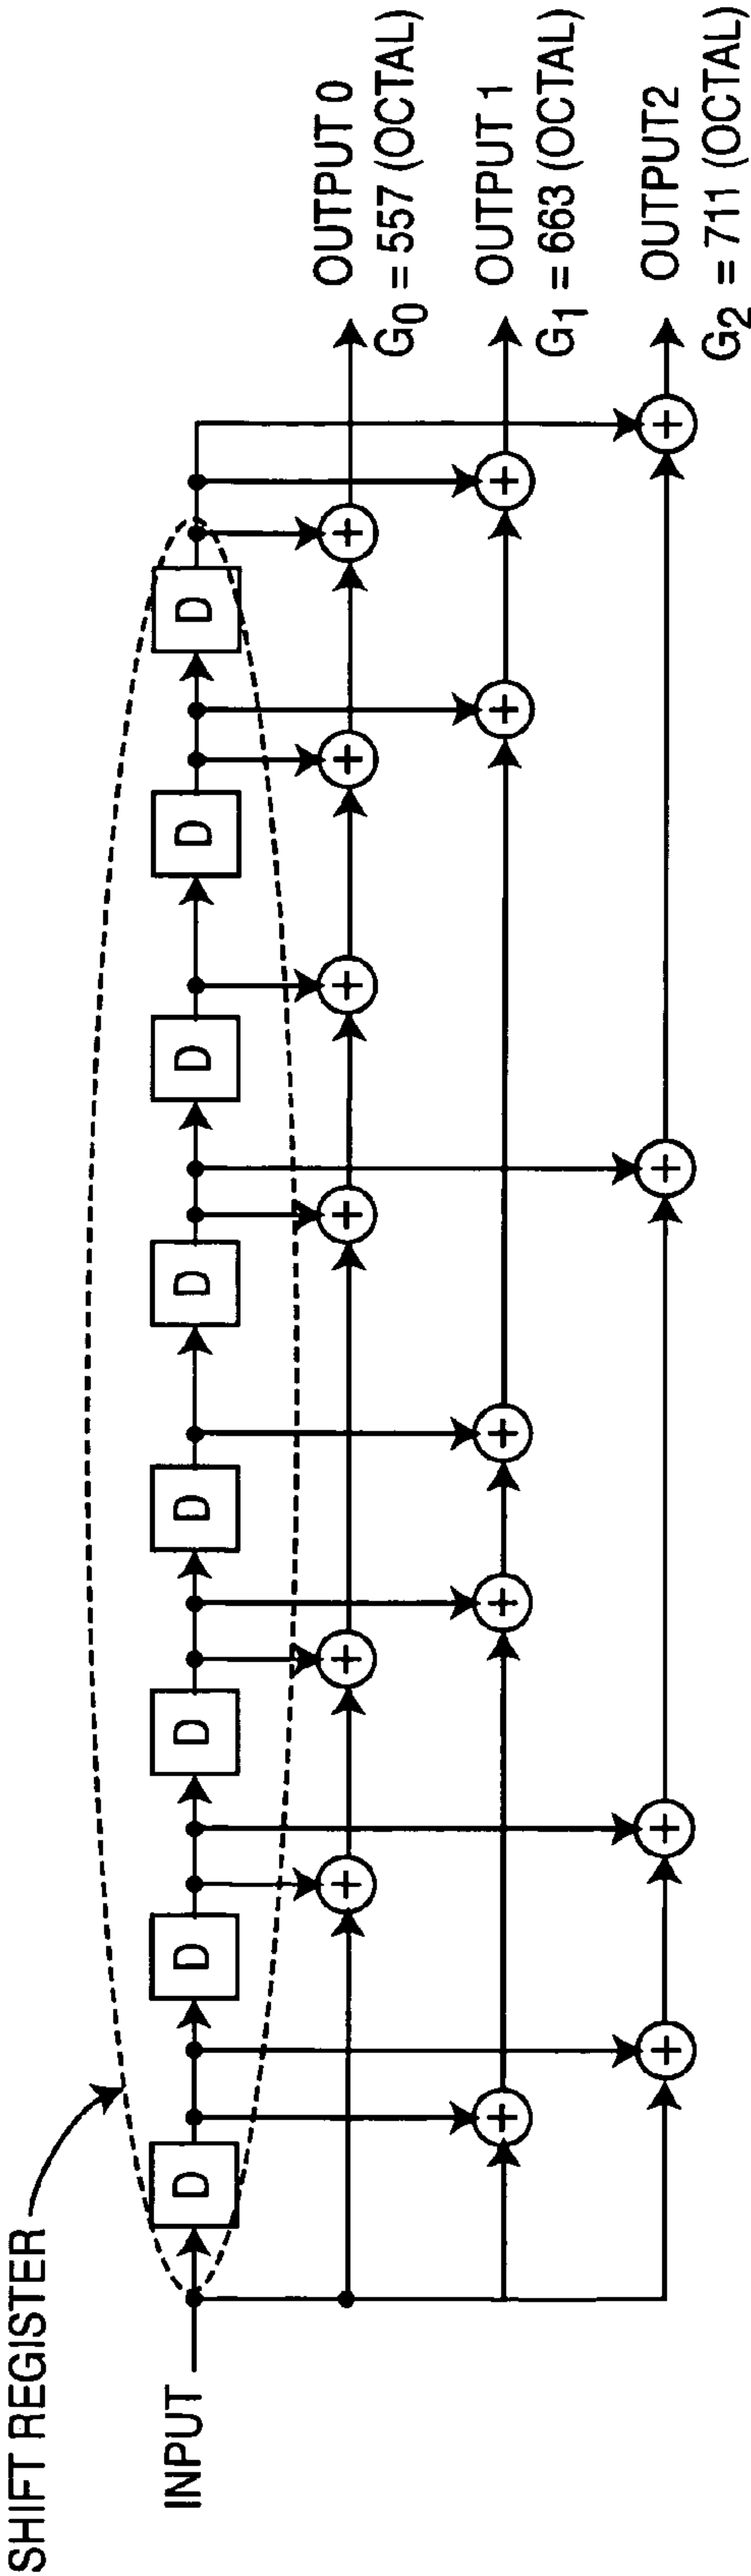 SHIFT REGISTER
INPUT
D
D
D
D
D
D
D
D
+
+
+
+
+
+
OUTPUT 0
G0 = 557 (OCTAL)
+
+
+
+
+
OUTPUT 1
G1 = 663 (OCTAL)
+
+
+
+
OUTPUT2
G2 = 711 (OCTAL)